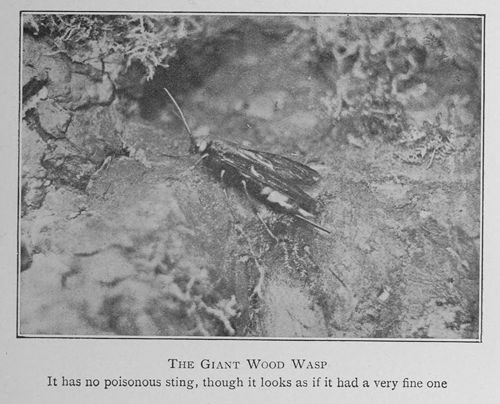 The Giant Wood Wasp
It has no poisonous sting, though it looks as if it had a very fine one